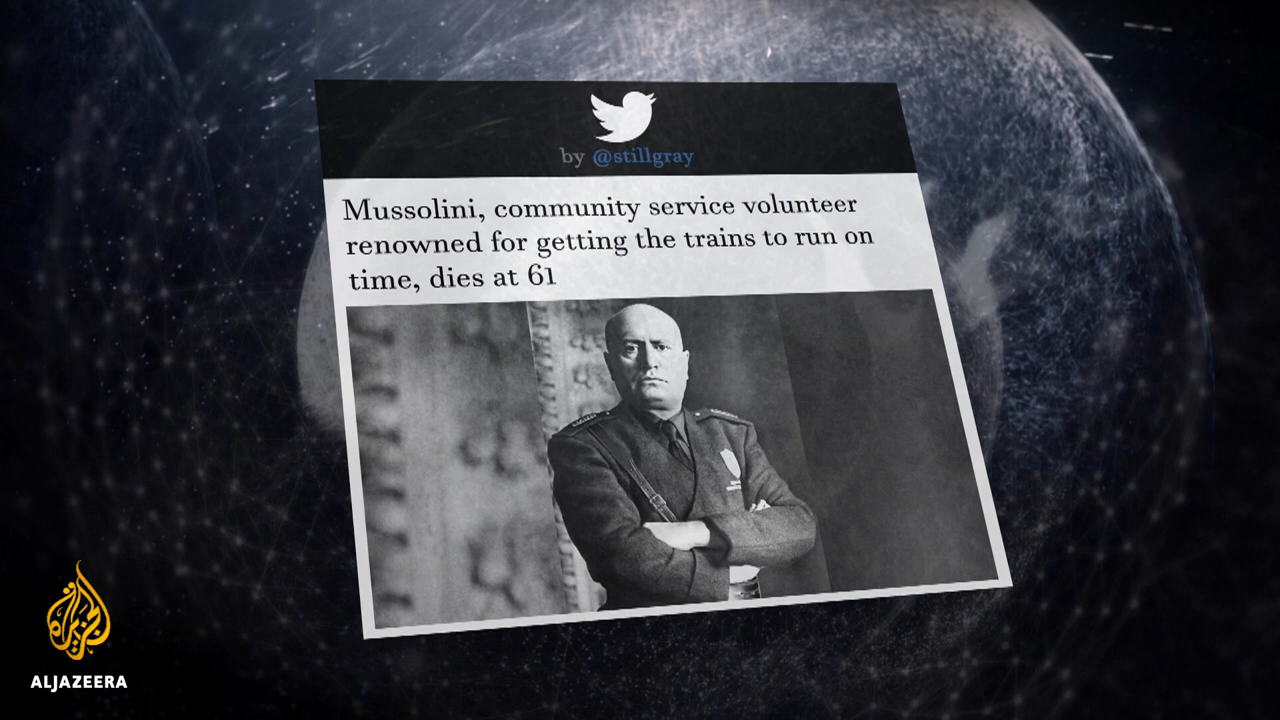 by @stillgray
Mussolini, community service volunteer
renowned for getting the trains to run on
time, dies at 61
ALJAZEERA